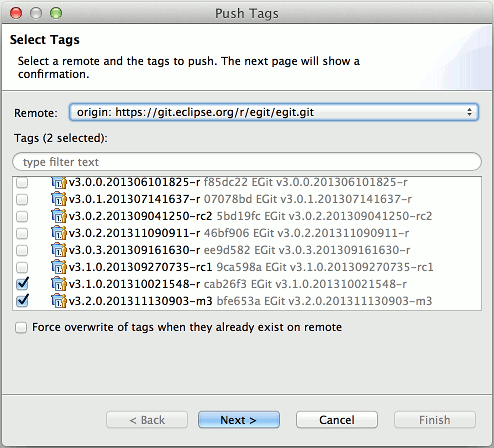 Push Tags
Select Tags
Select a remote and the tags to push. The next page will show a
confirmation.
Remote: origin: https://git.eclipse.org/r/egit/egit.git
Tags (2 selected):
type filter text
v3.0.0.201306101825-r f85dc22 EGit v3.0.0.201306101825-r
v3.0.1.201307141637-r 07078bd EGit v3.0.1.201307141637-r
v3.0.2.201309041250-rc2 5bd19fc EGit v3.0.2.201309041250-rc2
v3.0.2.201311090911-r 46bf906 EGit v3.0.2.201311090911-r
v3.0.3.201309161630-r ee9d582 EGit v3.0.3.201309161630-r
v3.1.0.201309270735-rc1 9ca598a EGit v3.1.0.201309270735-rc1
v3.1.0.201310021548-r cab26f3 EGit v3.1.0.201310021548-r
v3.2.0.201311130903-m3 bfe653a EGit v3.2.0.201311130903-m3
Force overwrite of tags when they already exist on remote
< Back Next > Cancel Finish